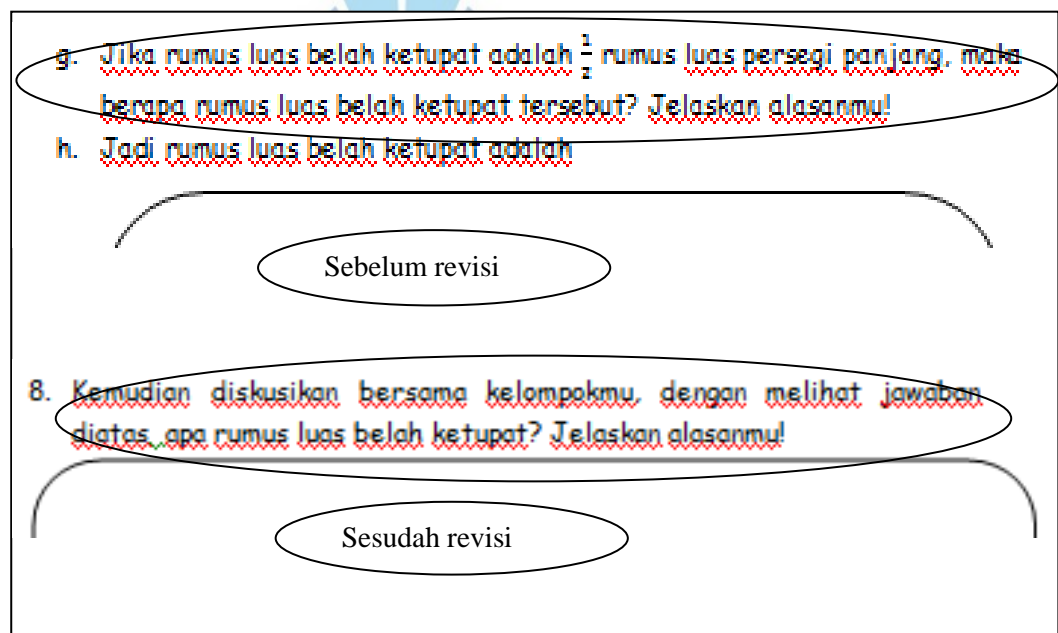 g. Jika rumus luas belah ketupat adalah 1/2 rumus luas persegi panjang, maka
berapa rumus luas belah ketupat tersebut? Jelaskan alasanmu!
h. Jadi rumus luas belah ketupat adalah
Sebelum revisi
8. Kemudian diskusikan bersama kelompokmu, dengan melihat jawaban
diatas, apa rumus luas belah ketupat? Jelaskan alasanmu!
Sesudah revisi